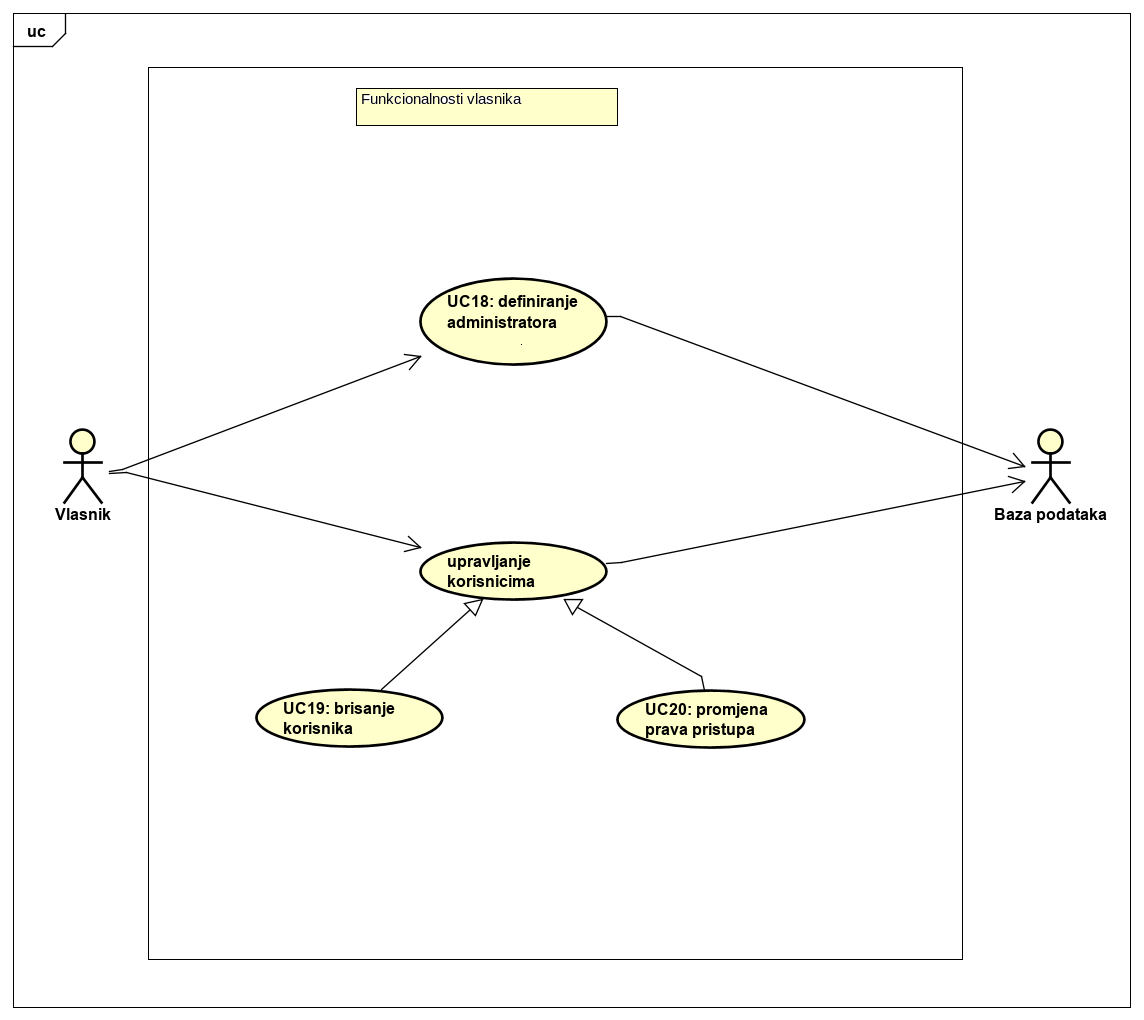 uc
Funkcionalnosti vlasnika
UC18: definiranje
administratora
Vlasnik
Baza podataka
upravljanje
korisnicima
UC19: brisanje
korisnika
UC20: promjena
prava pristupa